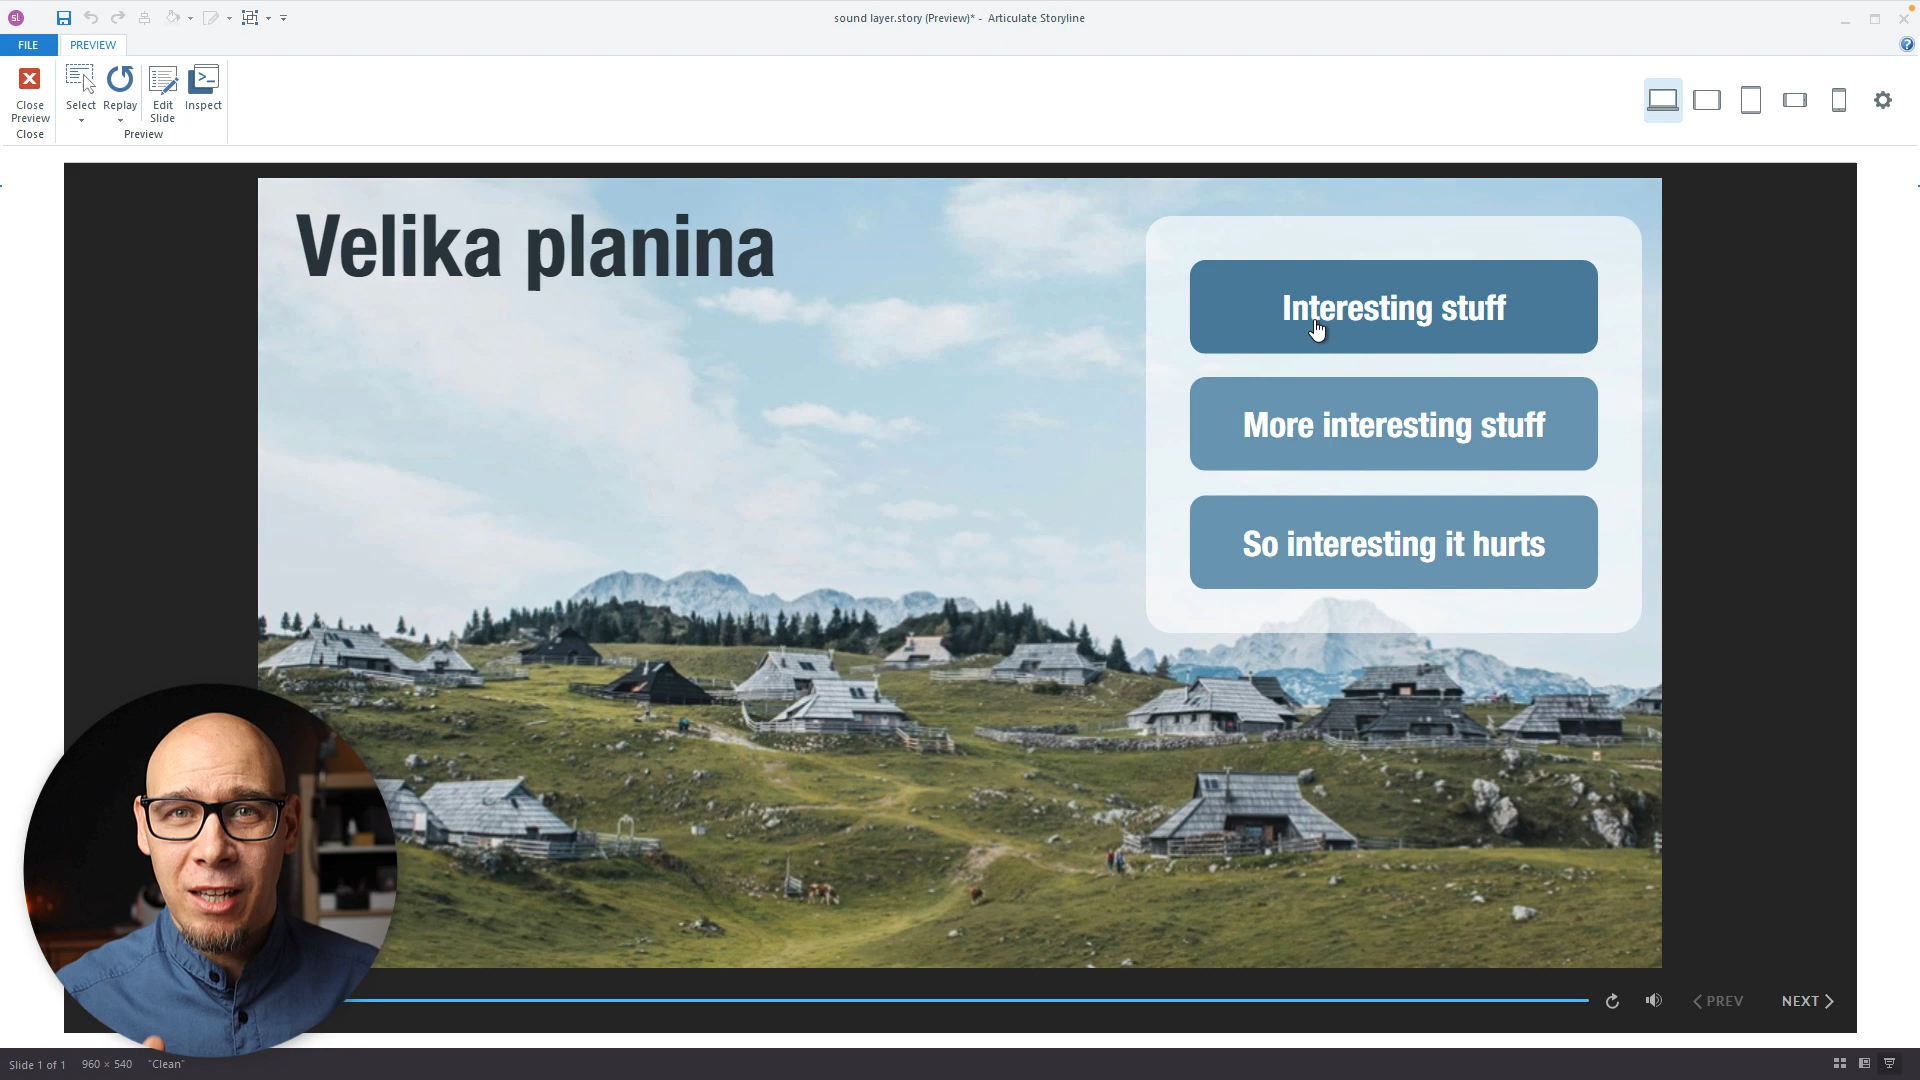 sl
sound layer.story (Preview)* - Articulate Storyline
FILE
PREVIEW
?
Close
Preview
Select
Replay
Edit
Slide
Inspect
Close
Preview
Velika planina
Interesting stuff
More interesting stuff
So interesting it hurts
PREV
NEXT
Slide 1 of 1
960 × 540
"Clean"